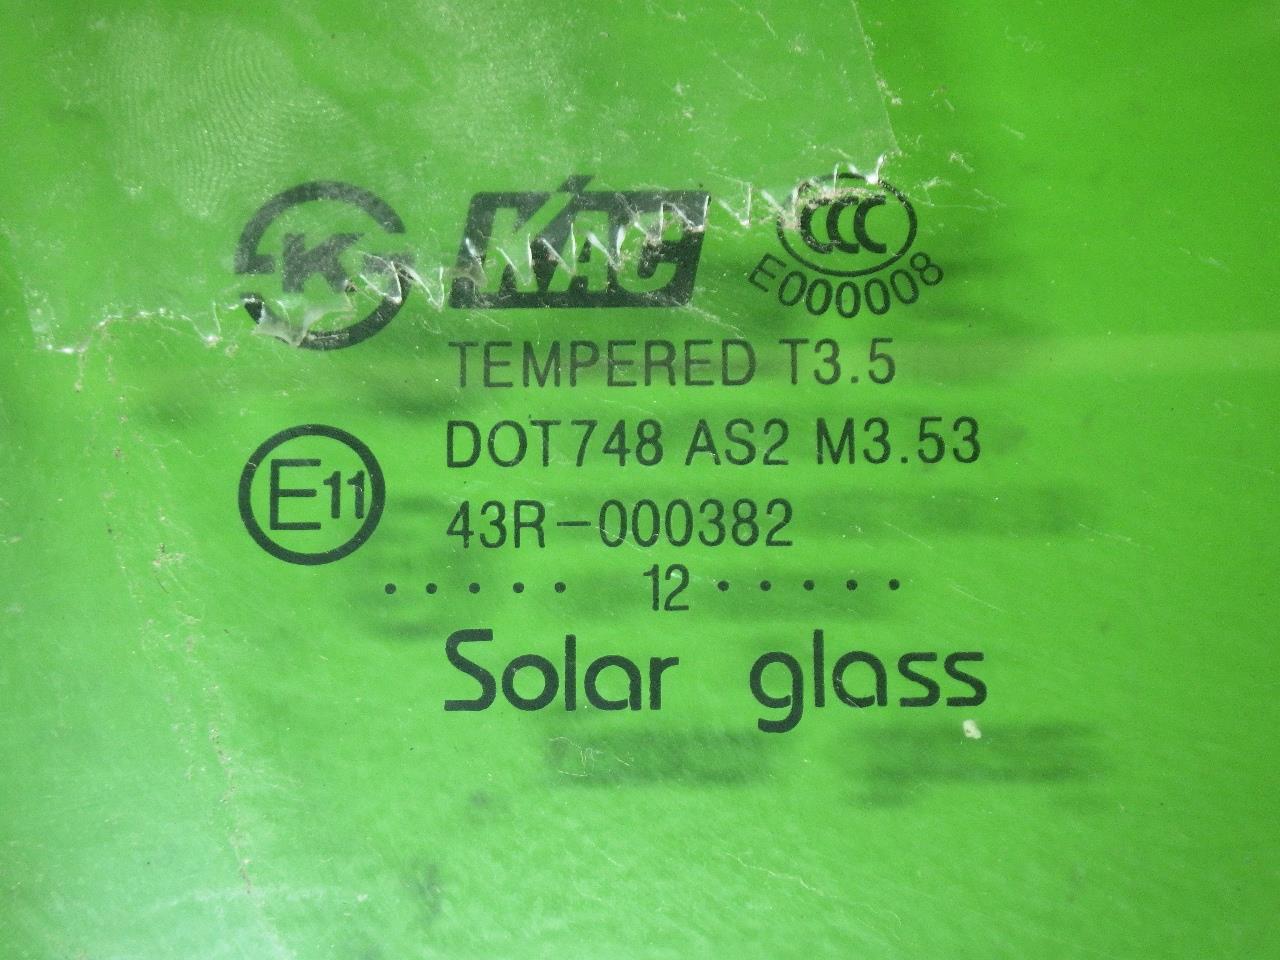 K KAC CCC
E000008
TEMPERED T3.5
DOT748 AS2 M3.53
E11 43R-000382
..... 12 .....
Solar glass